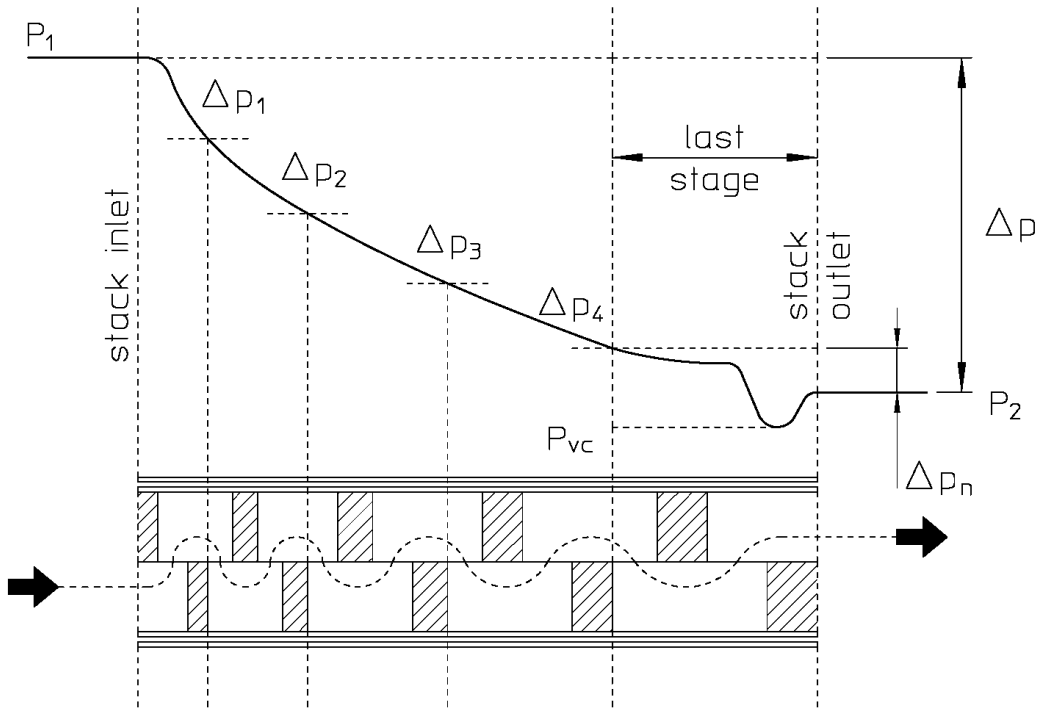 P₁
Δp₁
Δp₂
Δp₃
Δp₄
last
stage
stack inlet
stack
outlet
Δp
P₂
Pvc
Δpₙ